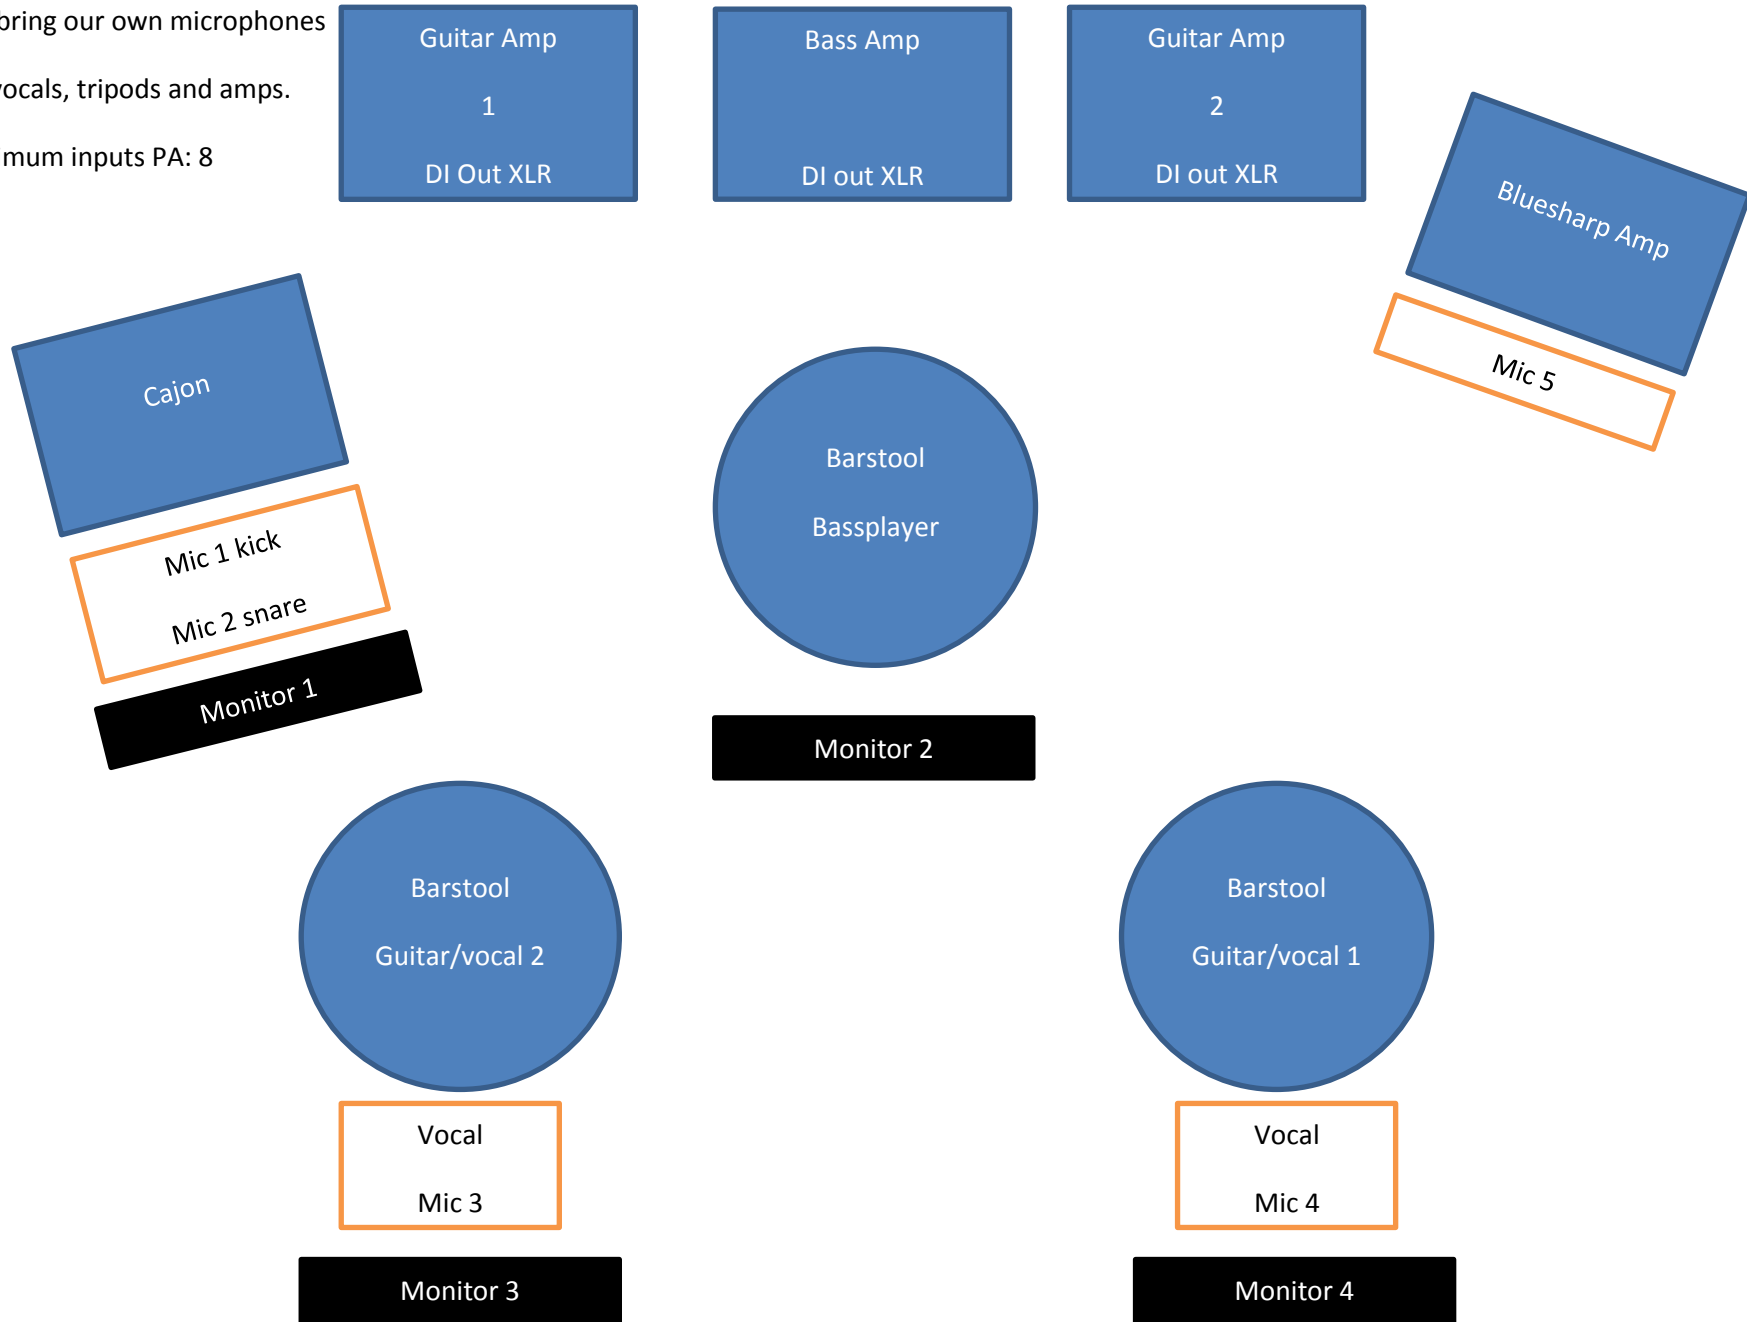 bring our own microphones
vocals, tripods and amps.
imum inputs PA: 8
Guitar Amp
1
DI Out XLR
Bass Amp
DI out XLR
Guitar Amp
2
DI out XLR
Bluesharp Amp
Mic 5
Cajon
Mic 1 kick
Mic 2 snare
Monitor 1
Barstool
Bassplayer
Monitor 2
Barstool
Guitar/vocal 2
Vocal
Mic 3
Monitor 3
Barstool
Guitar/vocal 1
Vocal
Mic 4
Monitor 4